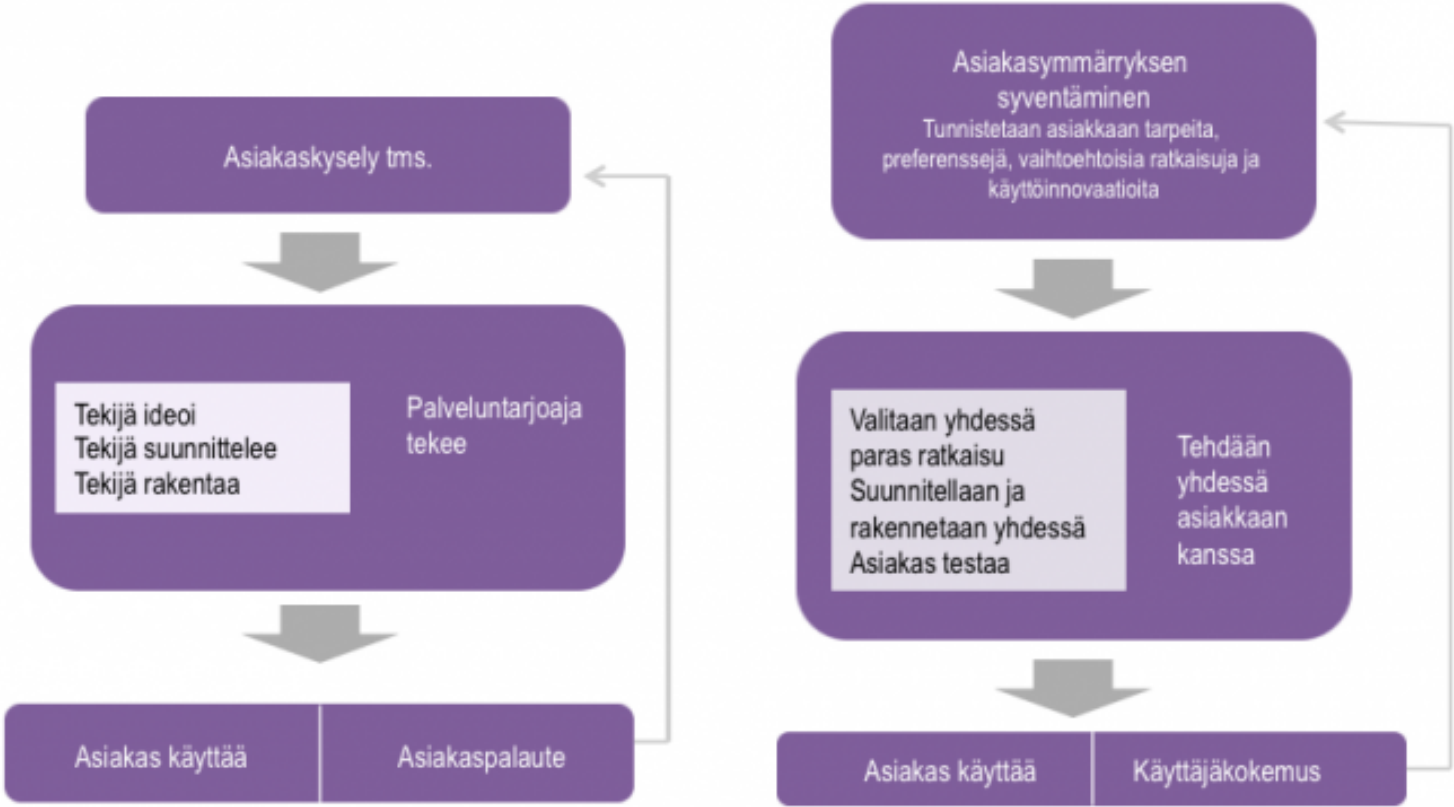 Asiakaskysely tms.
Tekijä ideoi
Tekijä suunnittelee
Tekijä rakentaa
Palveluntarjoaja
tekee
Asiakas käyttää
Asiakaspalaute
Asiakasymmärryksen
syventäminen
Tunnistetaan asiakkaan tarpeita,
preferenssejä, vaihtoehtoisia ratkaisuja ja
käyttöinnovaatioita
Valitaan yhdessä
paras ratkaisu
Suunnitellaan ja
rakennetaan yhdessä
Asiakas testaa
Tehdään
yhdessä
asiakkaan
kanssa
Asiakas käyttää
Käyttäjäkokemus